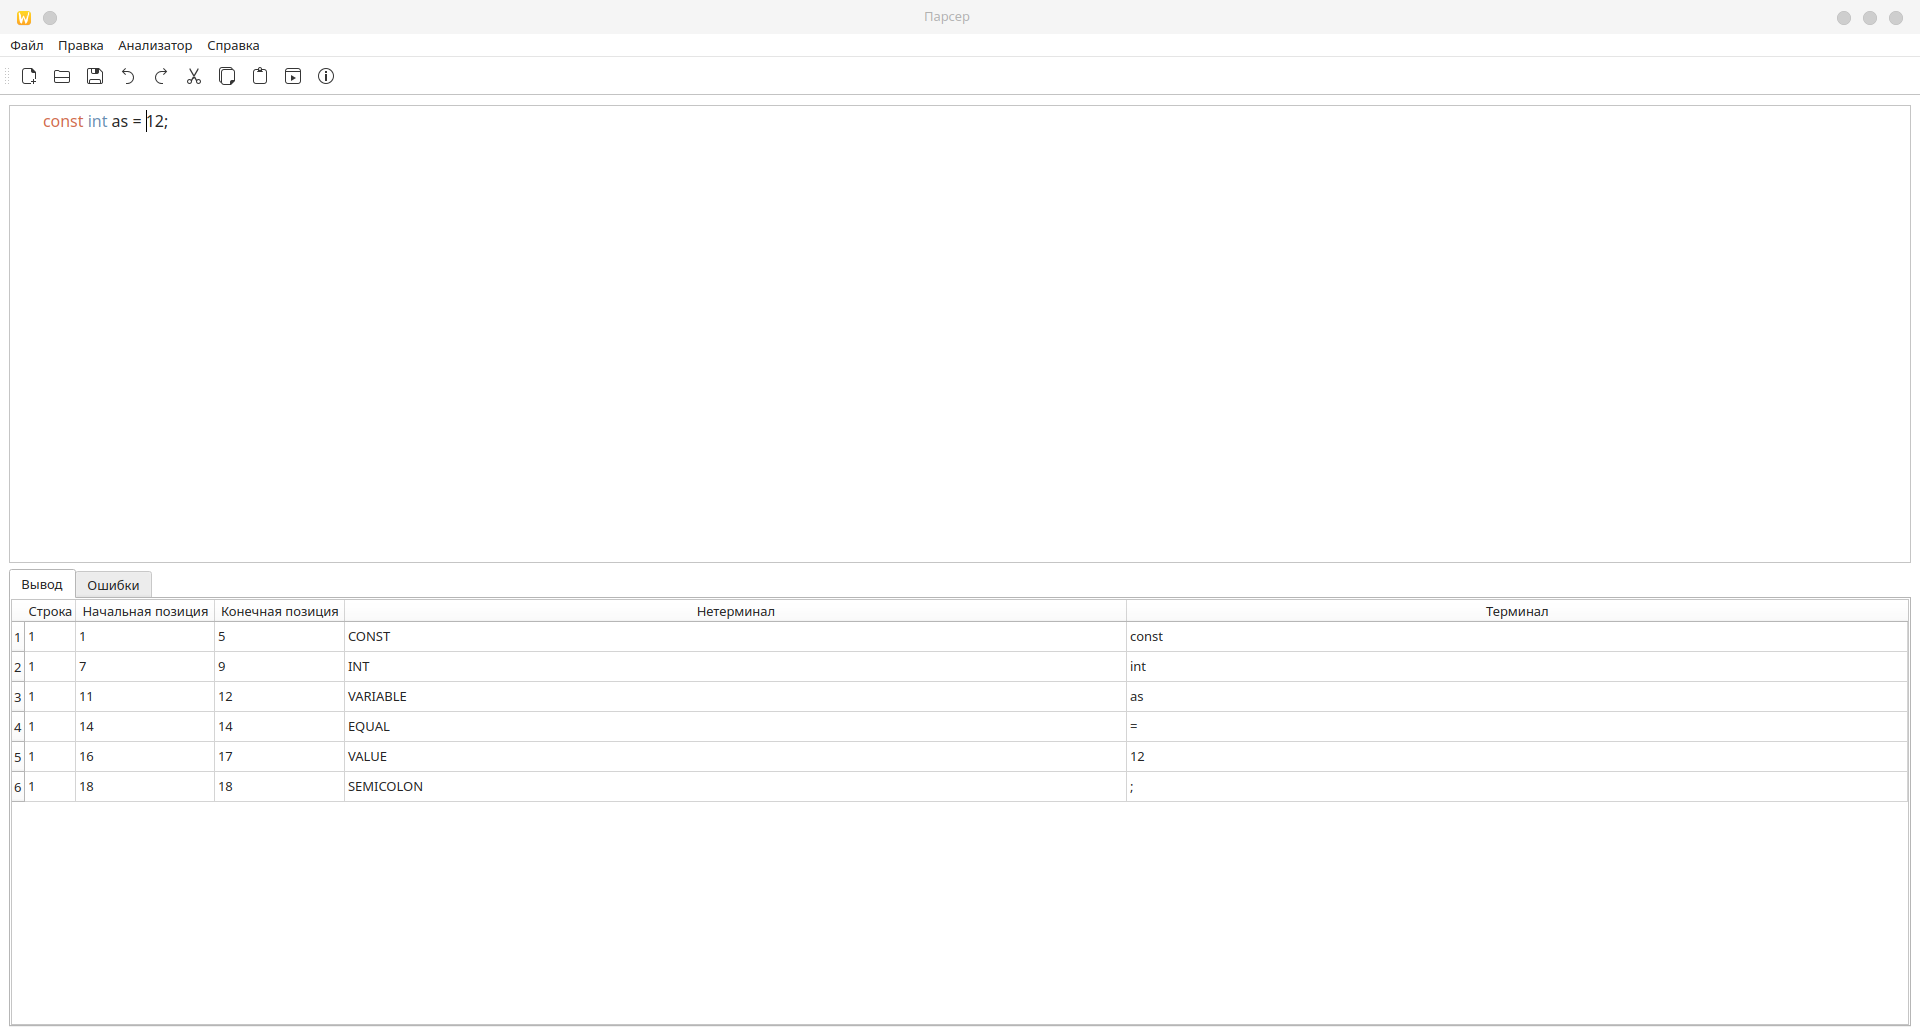 Парсер
Файл Правка Анализатор Справка
const int as = 12;
Вывод Ошибки
Строка Начальная позиция Конечная позиция Нетерминал Терминал
1 1 1 5 CONST const
2 1 7 9 INT int
3 1 11 12 VARIABLE as
4 1 14 14 EQUAL =
5 1 16 17 VALUE 12
6 1 18 18 SEMICOLON ;